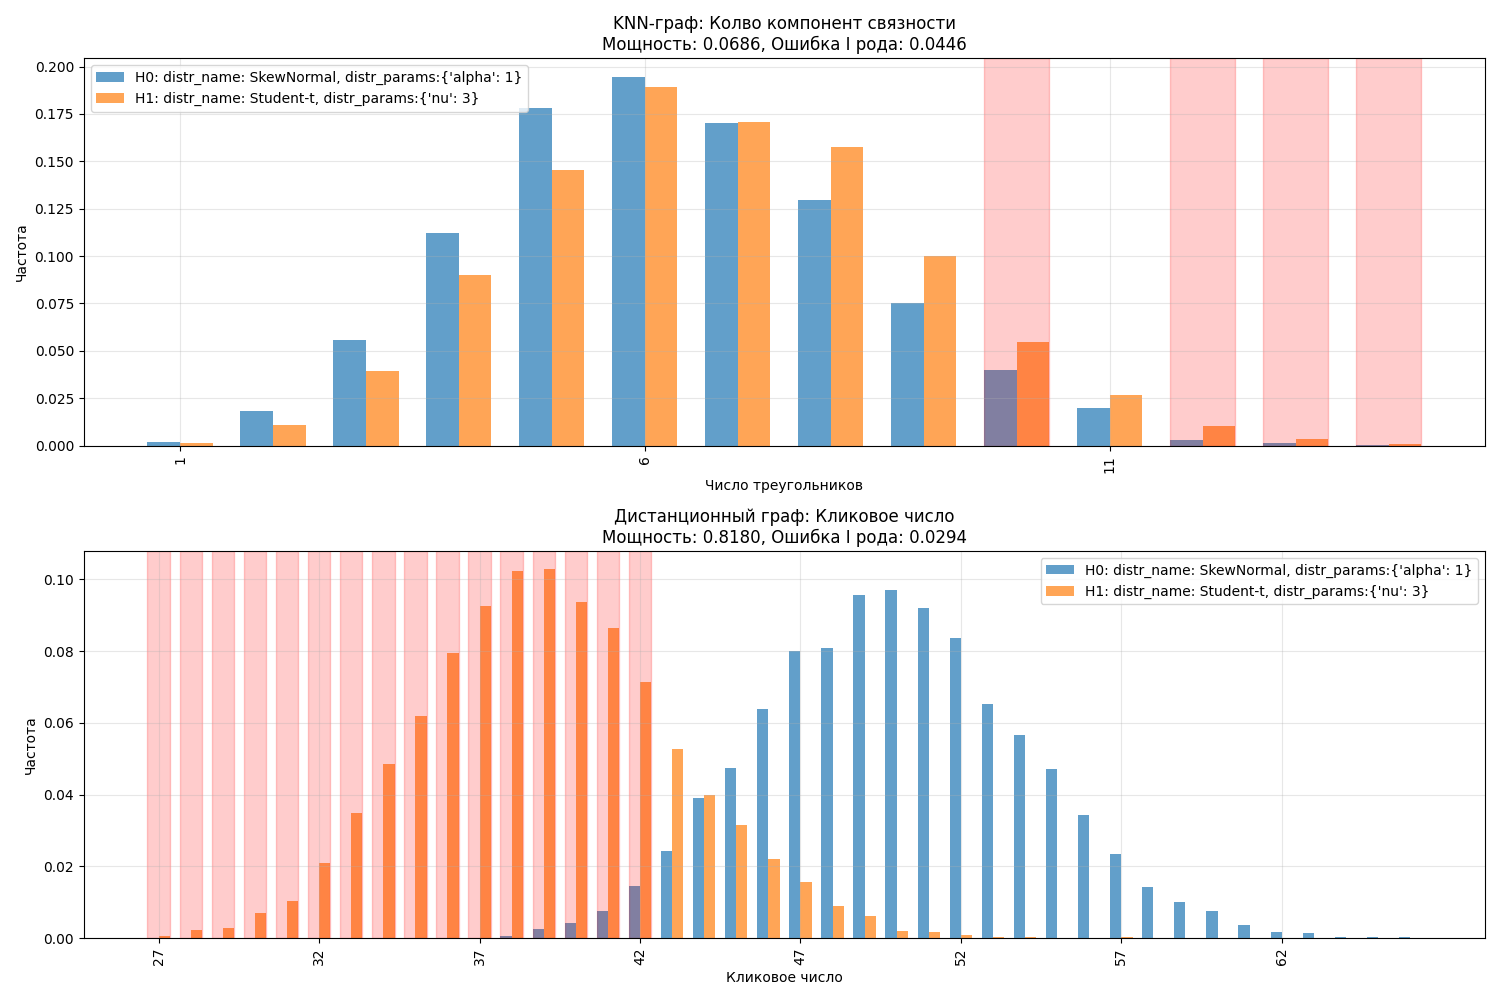 KNN-граф: Колво компонент связности
Мощность: 0.0686, Ошибка I рода: 0.0446
H0: distr_name: SkewNormal, distr_params:{'alpha': 1}
H1: distr_name: Student-t, distr_params:{'nu': 3}
Частота
0.200
0.175
0.150
0.125
0.100
0.075
0.050
0.025
0.000
1
6
11
Число треугольников
Дистанционный граф: Кликовое число
Мощность: 0.8180, Ошибка I рода: 0.0294
H0: distr_name: SkewNormal, distr_params:{'alpha': 1}
H1: distr_name: Student-t, distr_params:{'nu': 3}
Частота
0.10
0.08
0.06
0.04
0.02
0.00
27
32
37
42
47
52
57
62
Кликовое число